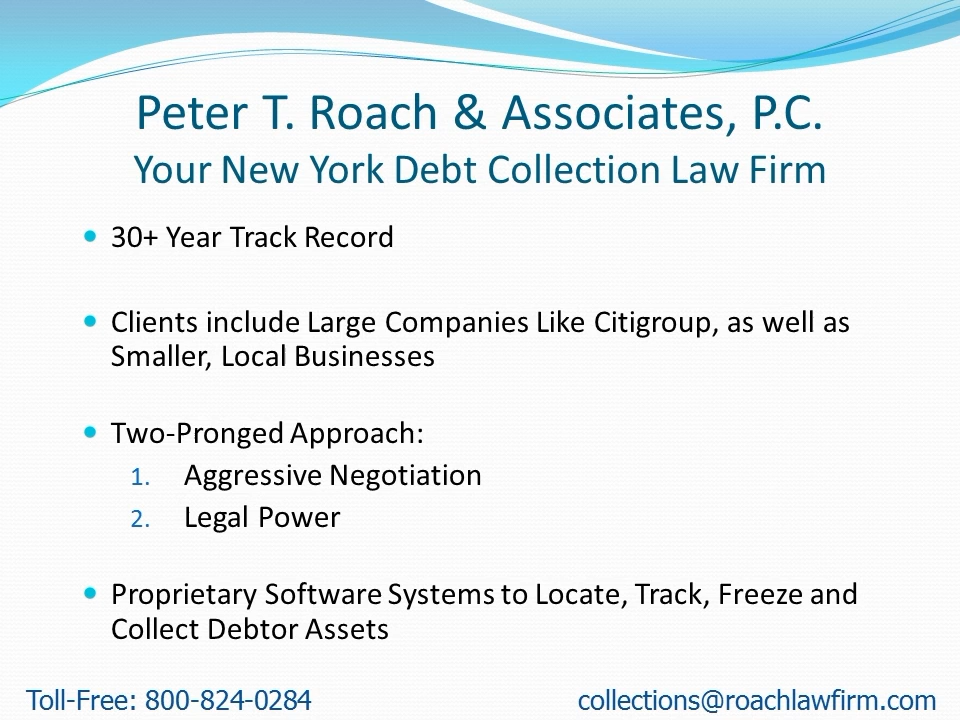 Peter T. Roach & Associates, P.C.
Your New York Debt Collection Law Firm
• 30+ Year Track Record
• Clients include Large Companies Like Citigroup, as well as
Smaller, Local Businesses
• Two-Pronged Approach:
1. Aggressive Negotiation
2. Legal Power
• Proprietary Software Systems to Locate, Track, Freeze and
Collect Debtor Assets
Toll-Free: 800-824-0284
collections@roachlawfirm.com